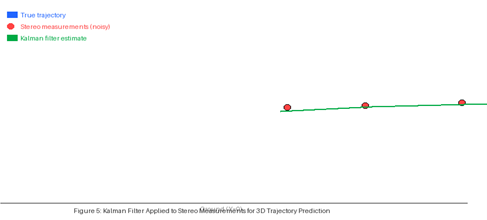 True trajectory
Stereo measurements (noisy)
Kalman filter estimate
Figure 5: Kalman Filter Applied to Stereo Measurements for 3D Trajectory Prediction